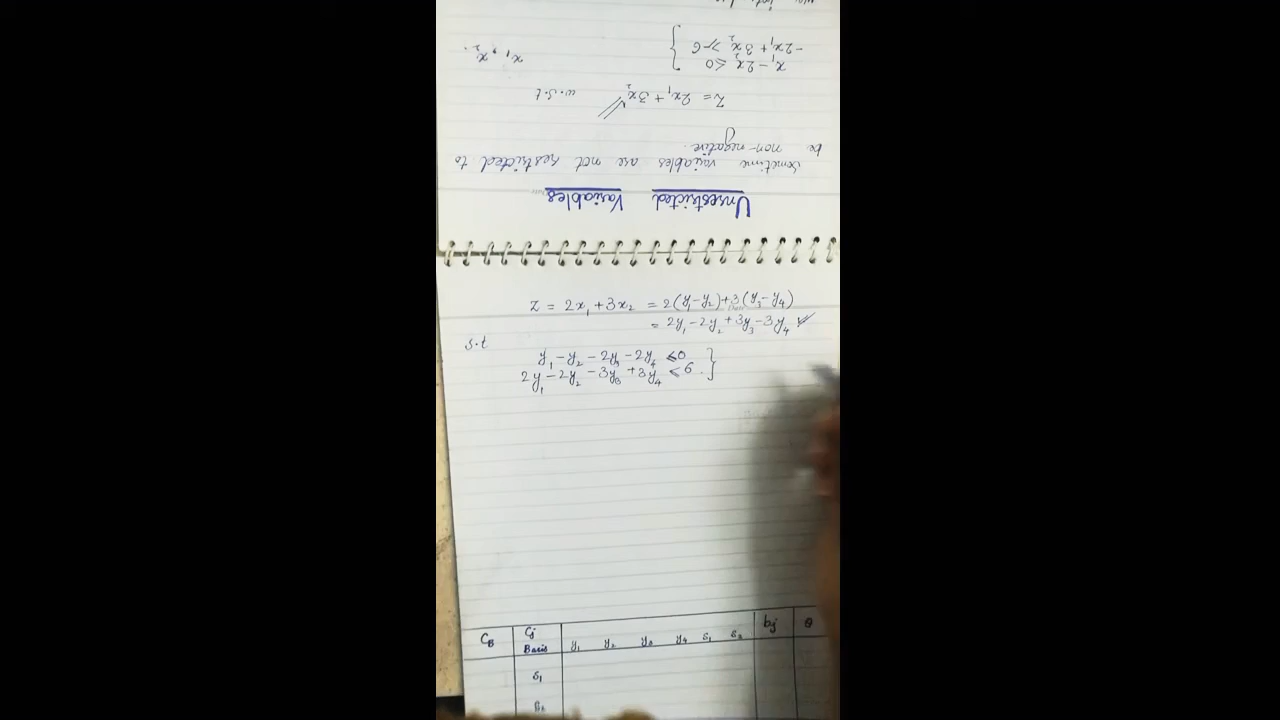 Unrestricted Variables
Sometime variables are not restricted to
be non-negative.
Z = 2x₁ + 3x₂ w.s.t
x₁ - 2x₂ ≤ 0
-2x₁ + 3x₂ ≥ -6
x₁, x₂.
Z = 2x₁ + 3x₂ = 2(y₁-y₂)+3(y₃-y₄)
= 2y₁ - 2y₂ + 3y₃ - 3y₄
s.t
y₁ - y₂ - 2y₃ - 2y₄ ≤ 0
2y₁ - 2y₂ - 3y₃ + 3y₄ ≥ 6
C_B Cj Basis y₁ y₂ y₃ y₄ s₁ s₂ bj θ
s₁